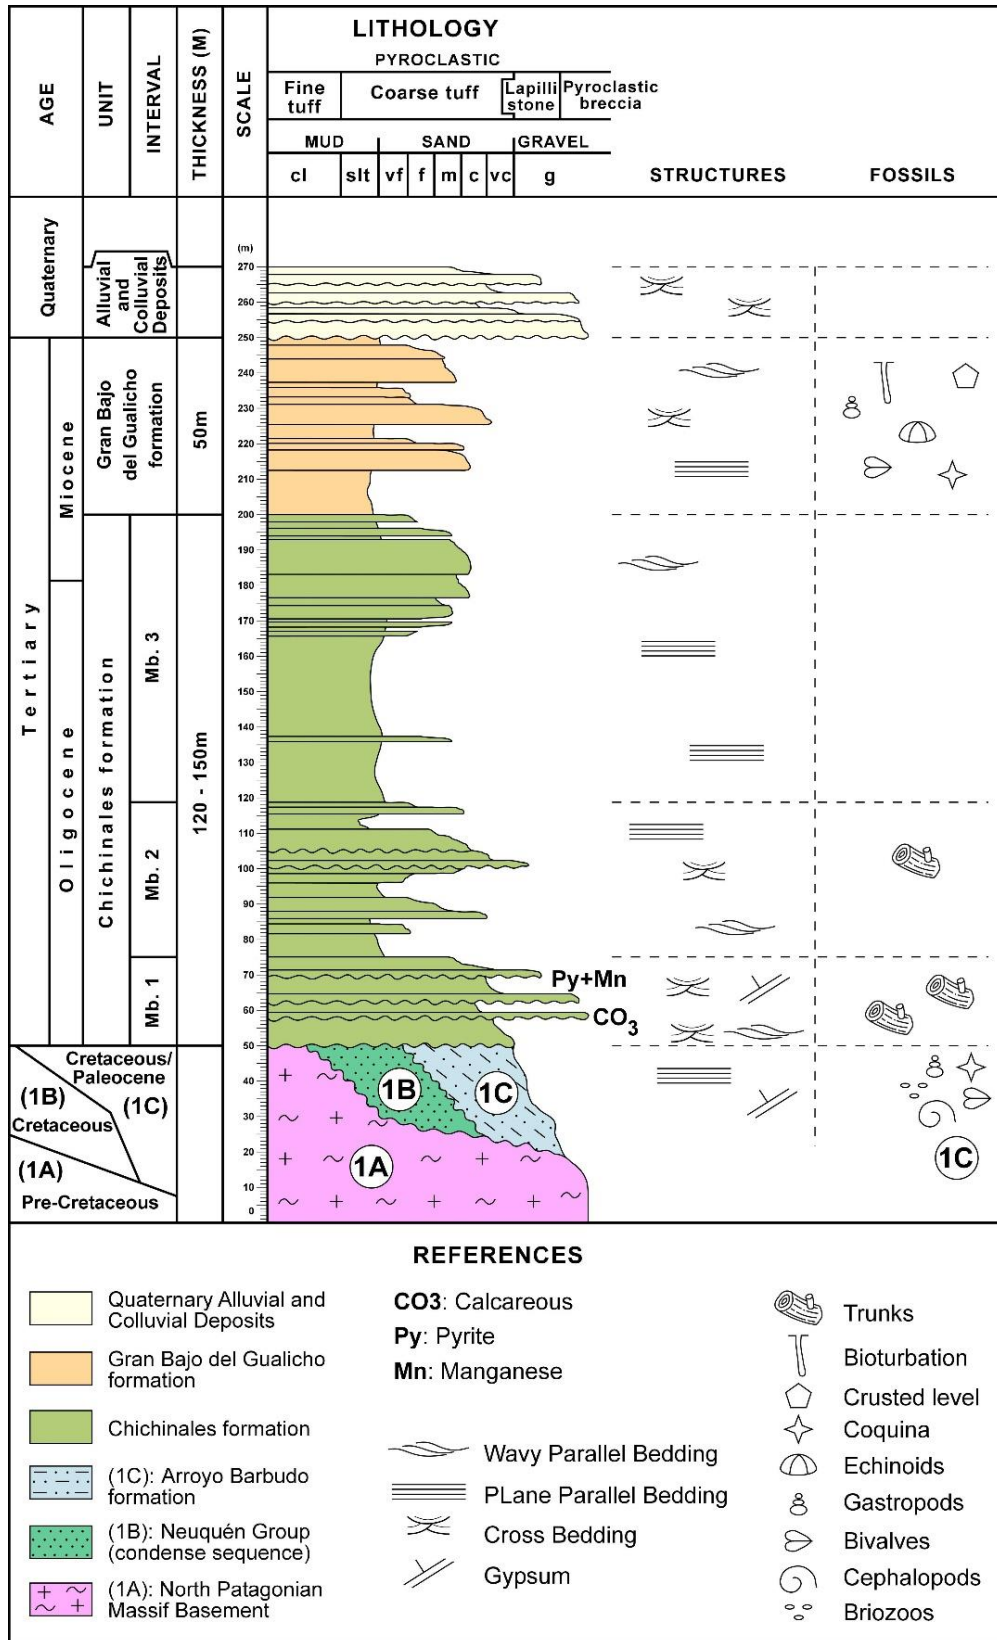 LITHOLOGY
PYROCLASTIC
Fine tuff
Coarse tuff
Lapilli stone
Pyroclastic breccia
MUD
SAND
GRAVEL
cl
slt
vf
f
m
c
vc
g
AGE
UNIT
INTERVAL
THICKNESS (M)
SCALE
STRUCTURES
FOSSILS
(m)
Quaternary
Alluvial and Colluvial Deposits
270
260
250
Tertiary
Miocene
Gran Bajo del Gualicho formation
50m
240
230
220
210
200
Oligocene
Chichinales formation
Mb. 3
120 - 150m
190
180
170
160
150
140
130
120
Mb. 2
110
100
90
80
Mb. 1
70
60
50
Py+Mn
CO3
Cretaceous/
Paleocene
(1B)
(1C)
Cretaceous
(1A)
Pre-Cretaceous
40
30
20
10
0
1B
1C
1A
1C
REFERENCES
Quaternary Alluvial and
Colluvial Deposits
Gran Bajo del Gualicho
formation
Chichinales formation
(1C): Arroyo Barbudo
formation
(1B): Neuquén Group
(condense sequence)
(1A): North Patagonian
Massif Basement
CO3: Calcareous
Py: Pyrite
Mn: Manganese
Wavy Parallel Bedding
PLane Parallel Bedding
Cross Bedding
Gypsum
Trunks
Bioturbation
Crusted level
Coquina
Echinoids
Gastropods
Bivalves
Cephalopods
Briozoos